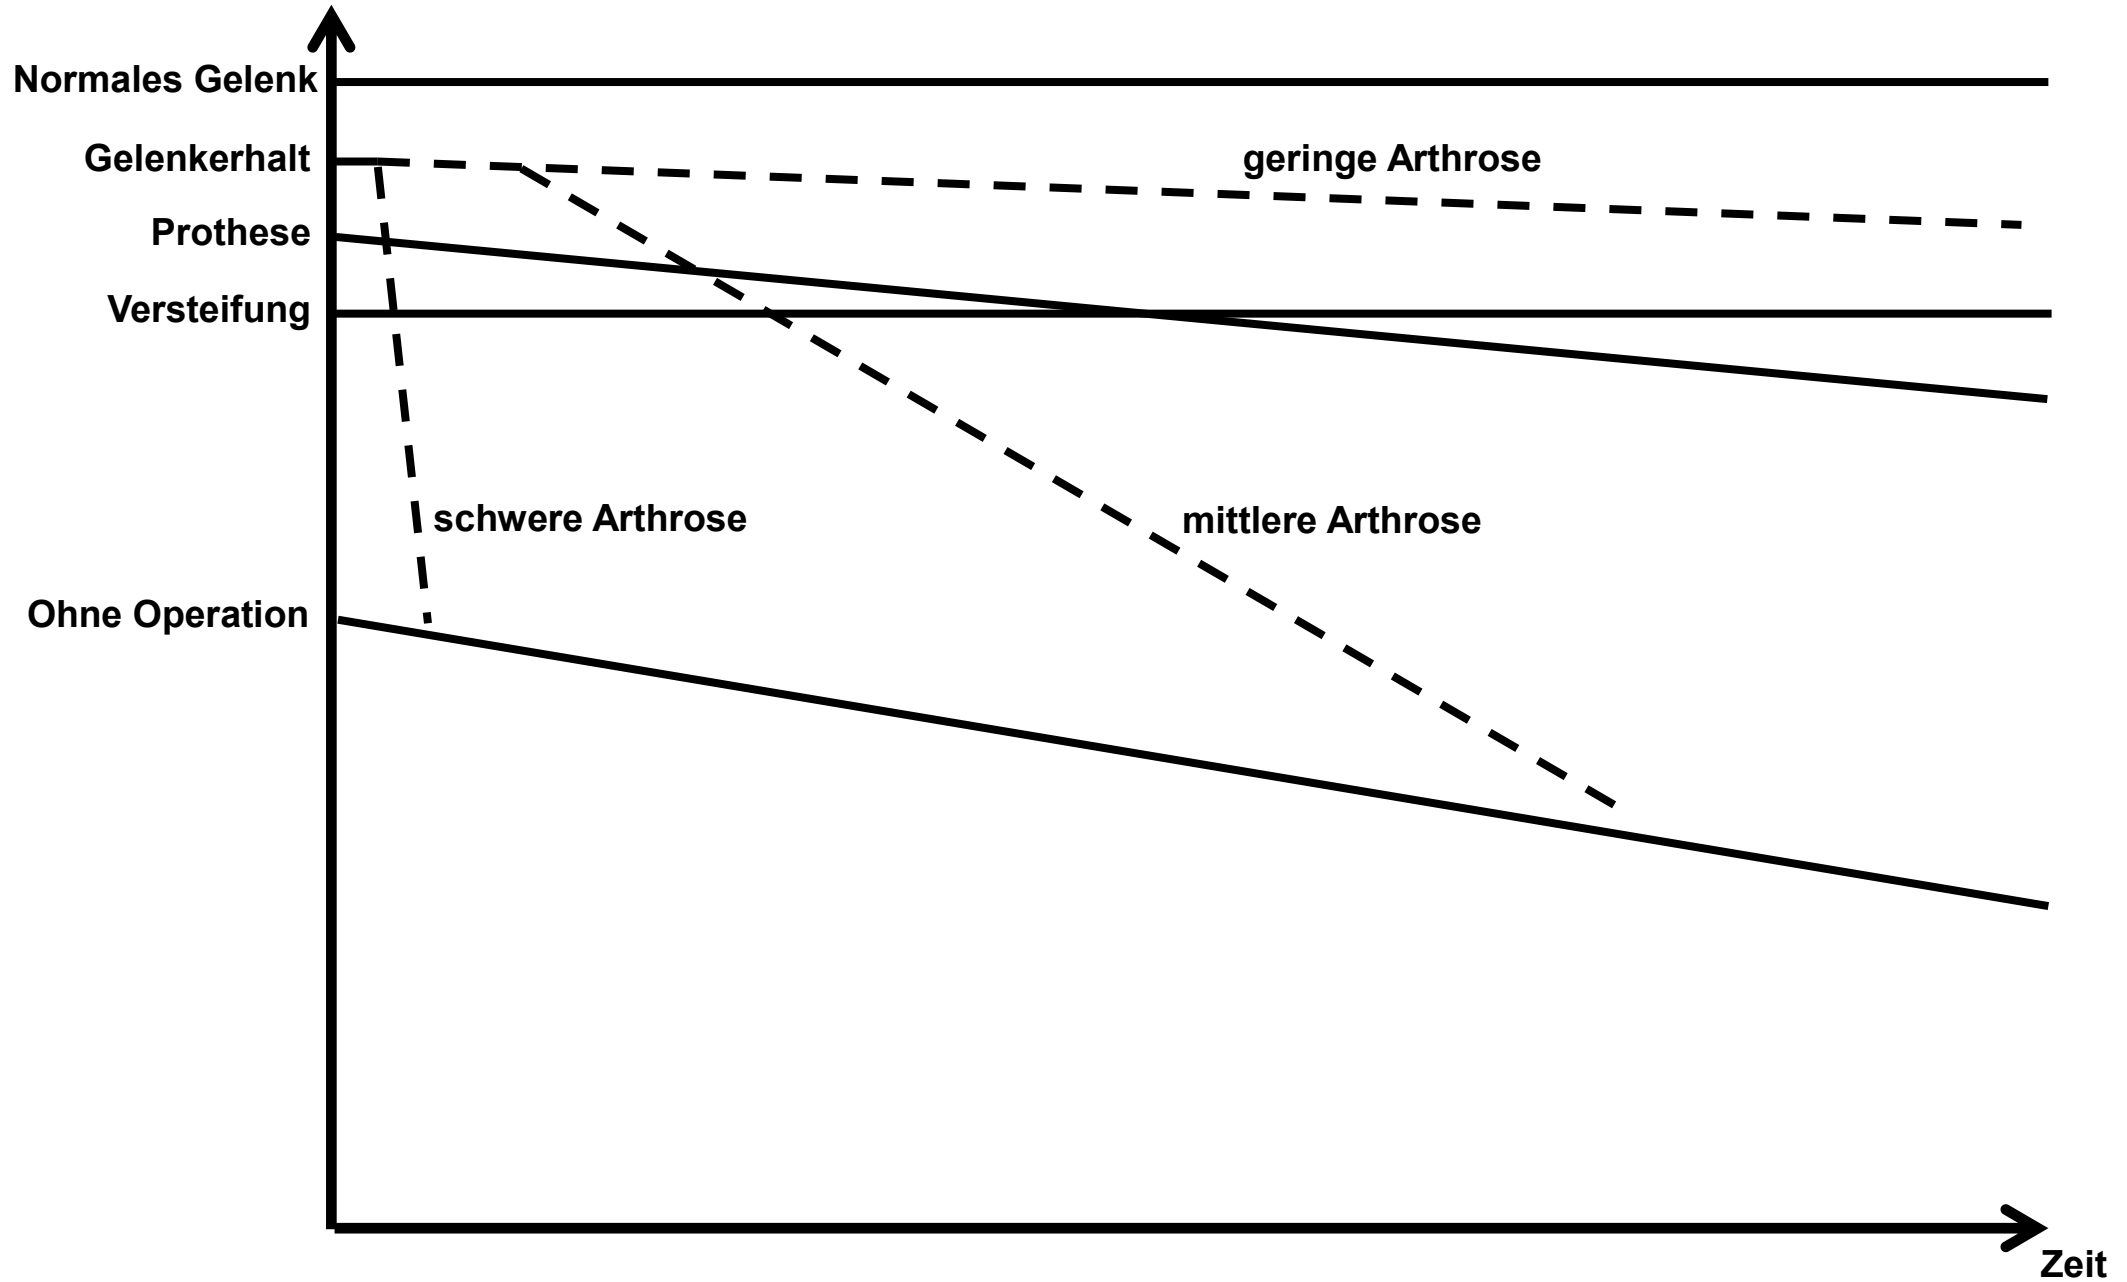 Normales Gelenk
Gelenkerhalt
geringe Arthrose
Prothese
Versteifung
schwere Arthrose
mittlere Arthrose
Ohne Operation
Zeit